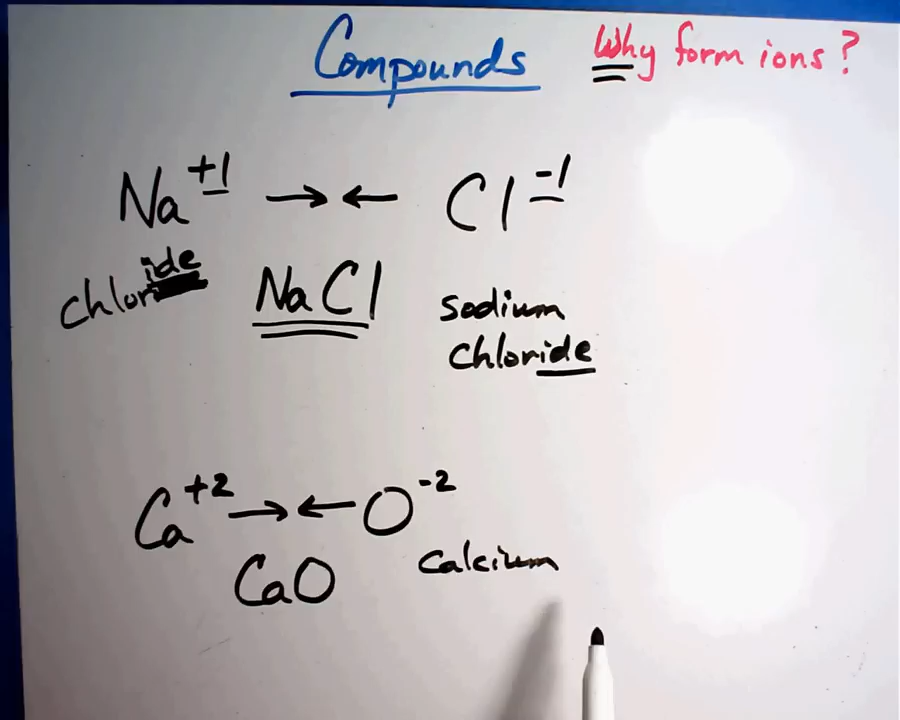 Compounds Why form ions?
Na+1 →← Cl-1
chloride NaCl sodium
chloride
Ca+2 →← O-2
CaO calcium